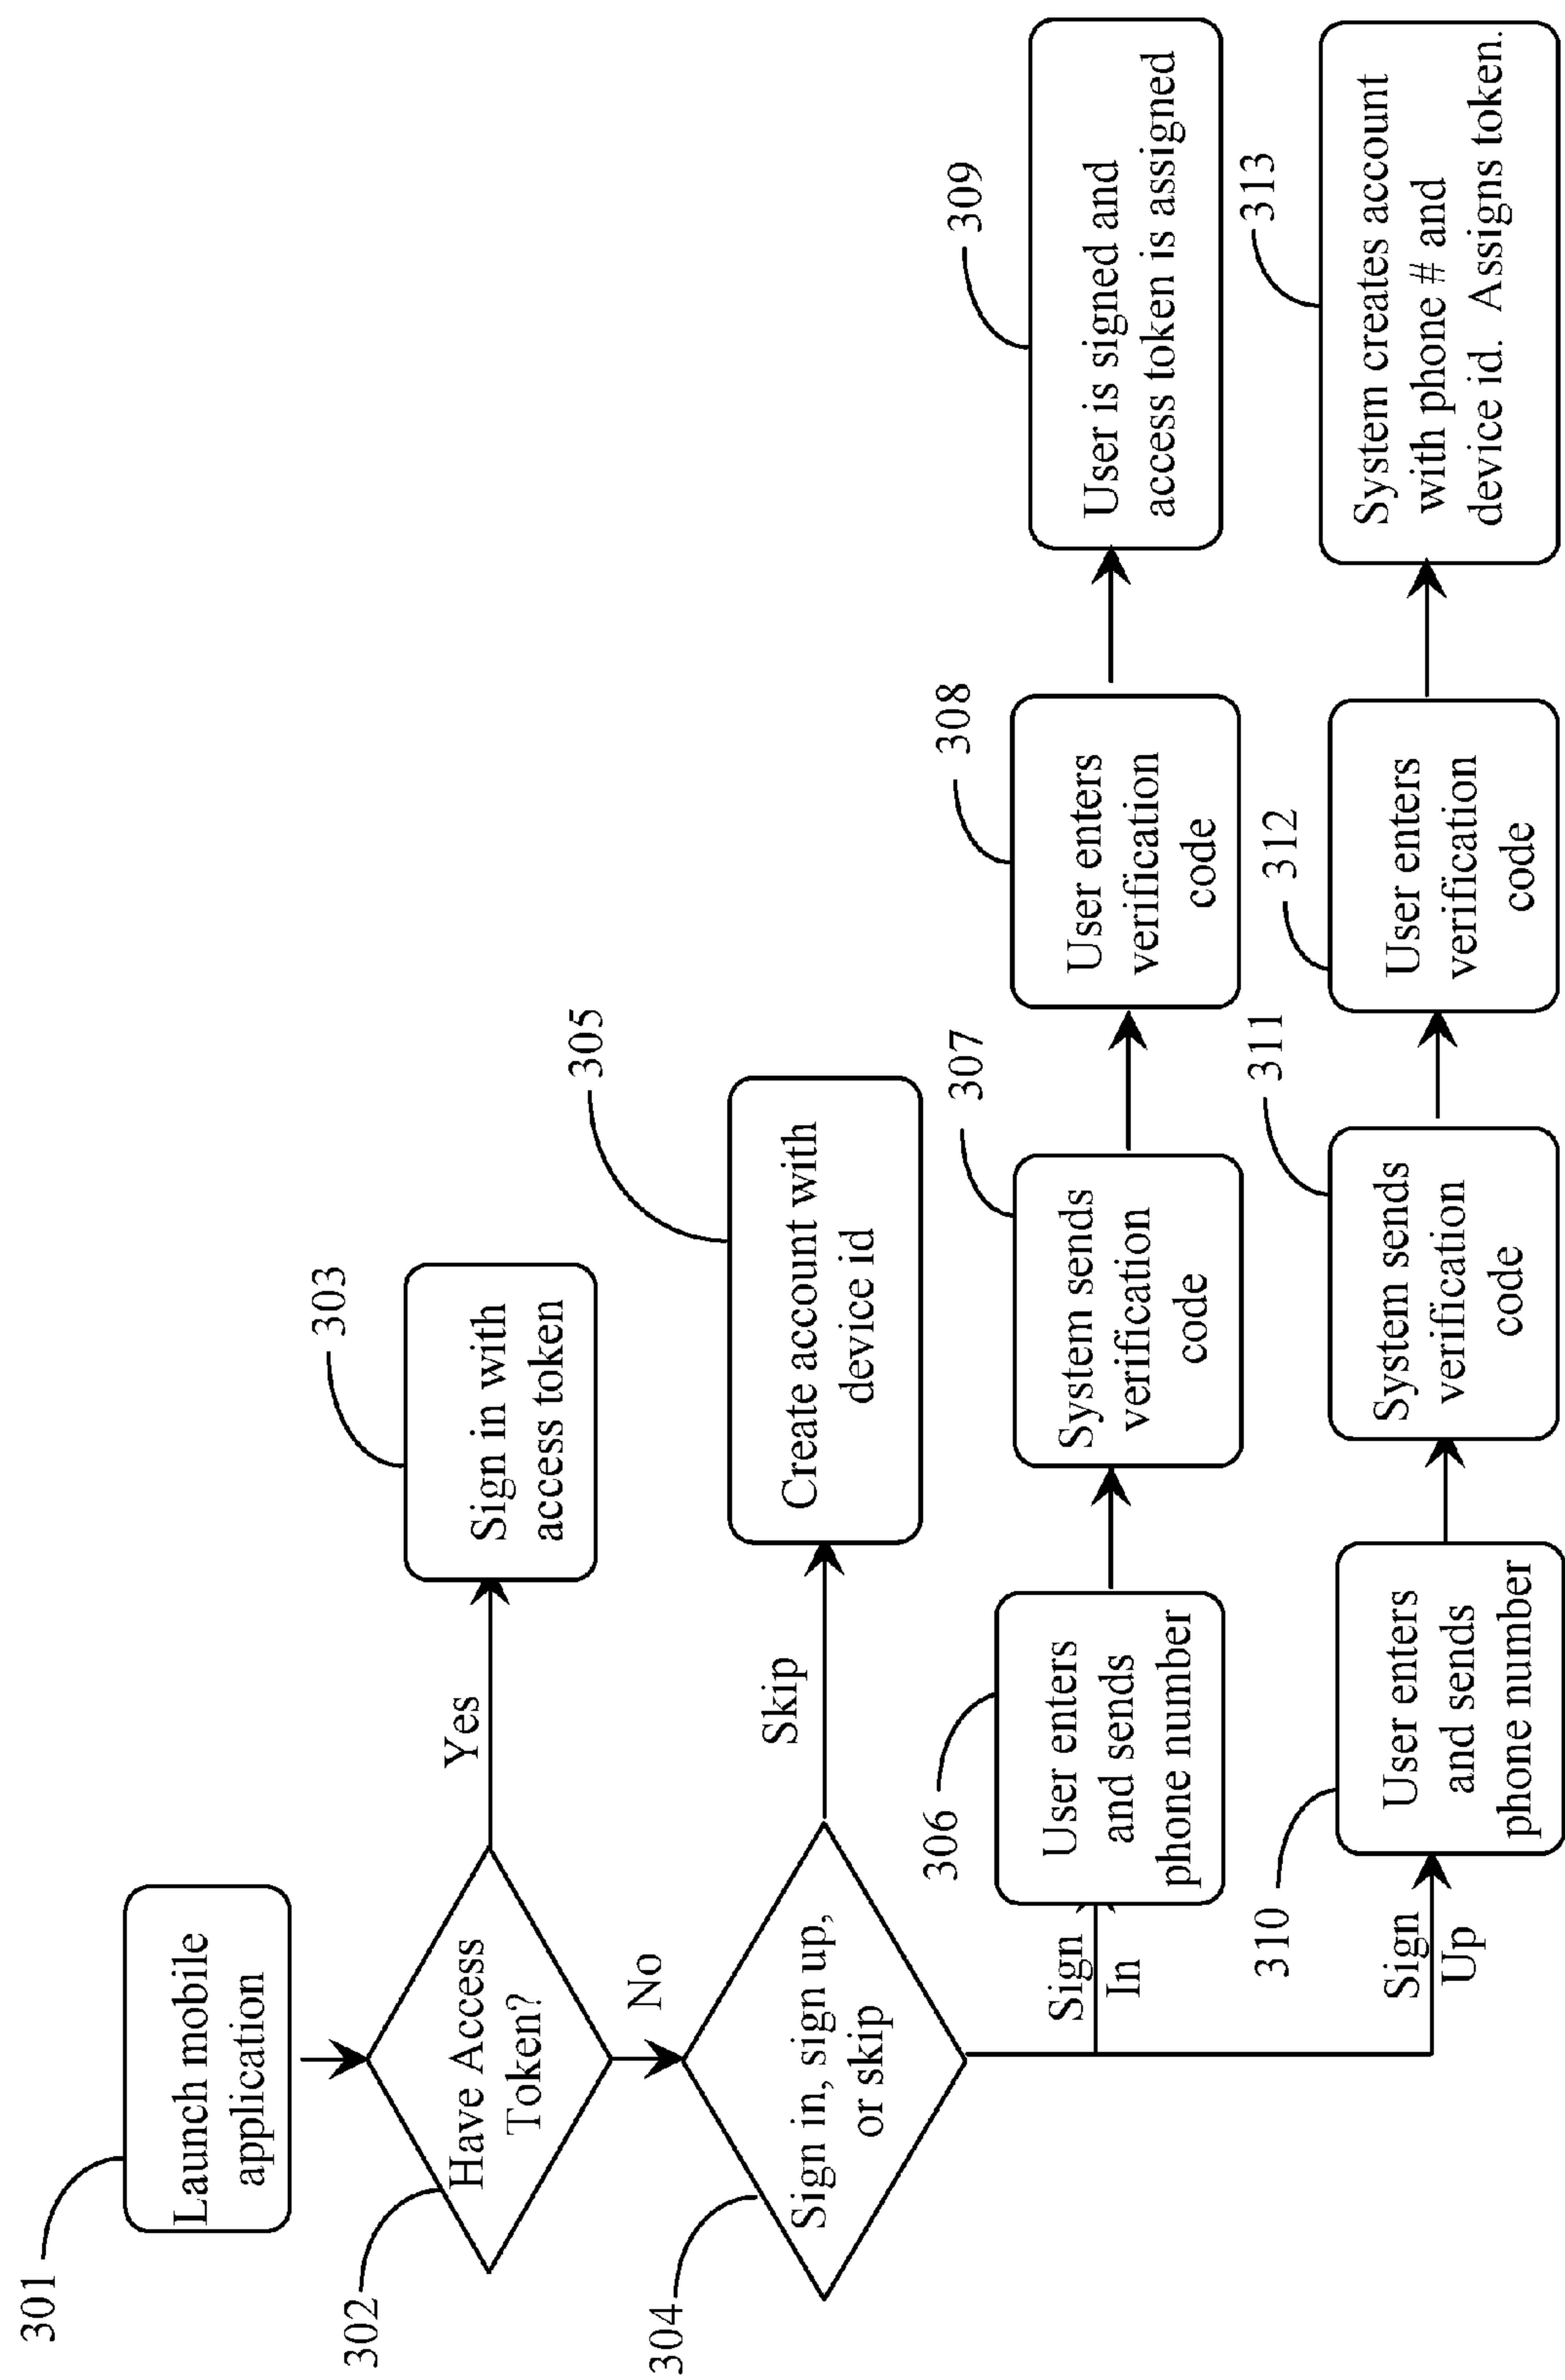 301
Launch mobile
application
302
Have Access
Token?
Yes
303
Sign in with
access token
No
304
Sign in, sign up,
or skip
Skip
305
Create account with
device id
Sign
In
306
User enters
and sends
phone number
307
System sends
verification
code
308
User enters
verification
code
309
User is signed and
access token is assigned
Sign
Up
310
User enters
and sends
phone number
311
System sends
verification
code
312
User enters
verification
code
313
System creates account
with phone # and
device id. Assigns token.